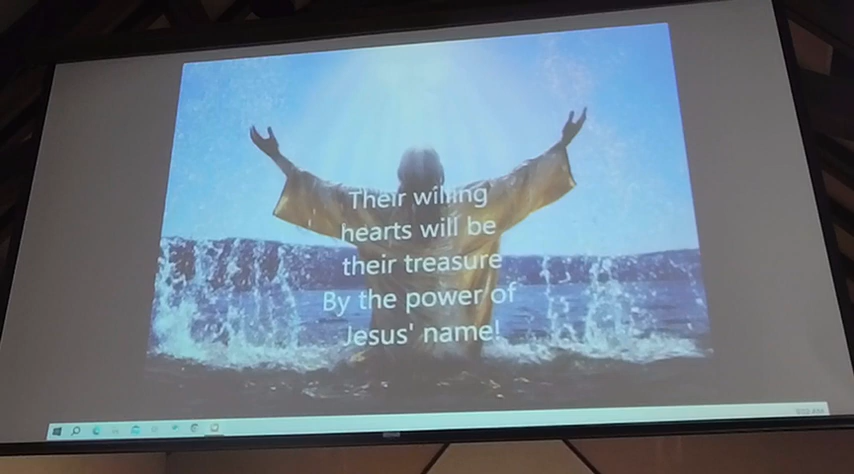 Their willing
hearts will be
their treasure
By the power of
Jesus' name!